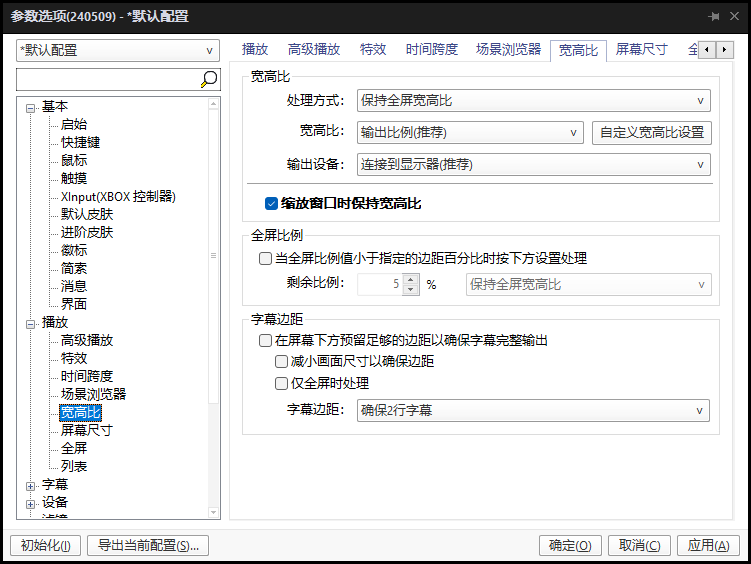 参数选项(240509) - *默认配置
*默认配置
基本
启始
快捷键
鼠标
触摸
XInput(XBOX 控制器)
默认皮肤
进阶皮肤
徽标
简索
消息
界面
播放
高级播放
特效
时间跨度
场景浏览器
宽高比
屏幕尺寸
全屏
列表
字幕
设备
滤镜
播放 高级播放 特效 时间跨度 场景浏览器 宽高比 屏幕尺寸 全
宽高比
处理方式: 保持全屏宽高比
宽高比: 输出比例(推荐) 自定义宽高比设置
输出设备: 连接到显示器(推荐)
缩放窗口时保持宽高比
全屏比例
当全屏比例值小于指定的边距百分比时按下方设置处理
剩余比例: 5 % 保持全屏宽高比
字幕边距
在屏幕下方预留足够的边距以确保字幕完整输出
减小画面尺寸以确保边距
仅全屏时处理
字幕边距: 确保2行字幕
初始化(I) 导出当前配置(S)... 确定(O) 取消(C) 应用(A)